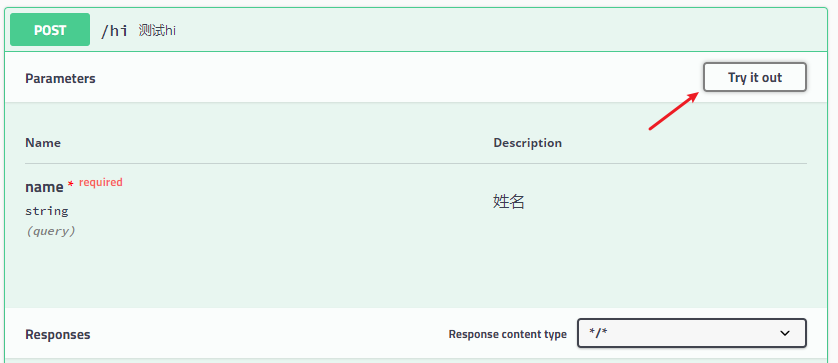 POST /hi 测试hi
Parameters Try it out
Name Description
name * required
string
(query)
姓名
Responses Response content type */*